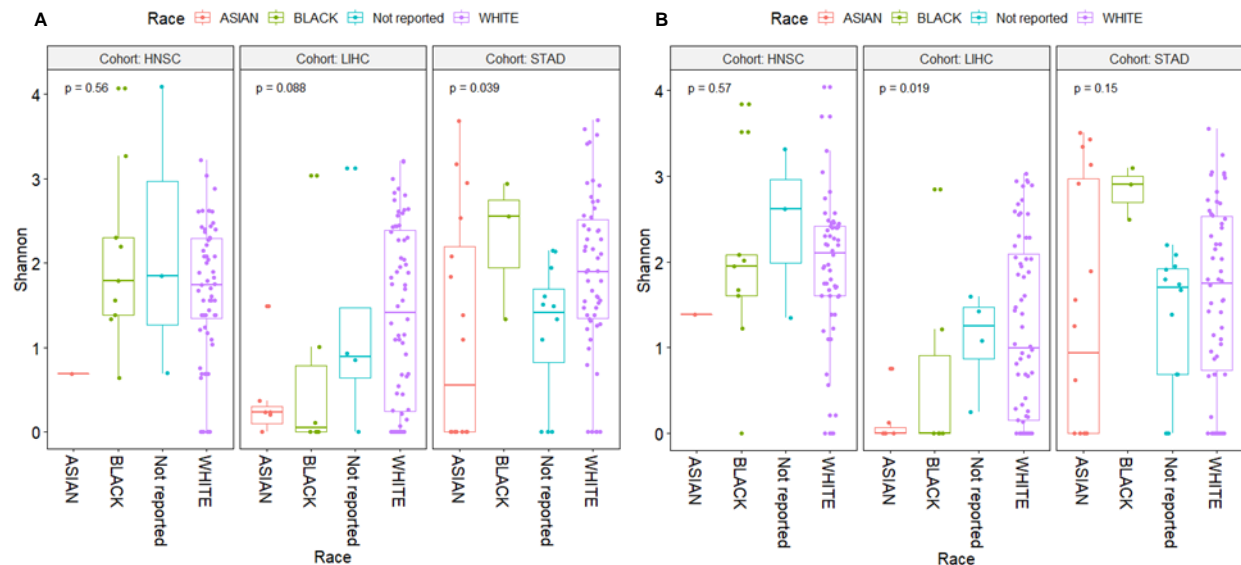 A
Race ASIAN BLACK Not reported WHITE
Cohort: HNSC Cohort: LIHC Cohort: STAD
p = 0.56 p = 0.088 p = 0.039
4
3
2
1
0
Shannon
ASIAN BLACK Not reported WHITE ASIAN BLACK Not reported WHITE ASIAN BLACK Not reported WHITE
Race
B
Race ASIAN BLACK Not reported WHITE
Cohort: HNSC Cohort: LIHC Cohort: STAD
p = 0.57 p = 0.019 p = 0.15
4
3
2
1
0
Shannon
ASIAN BLACK Not reported WHITE ASIAN BLACK Not reported WHITE ASIAN BLACK Not reported WHITE
Race